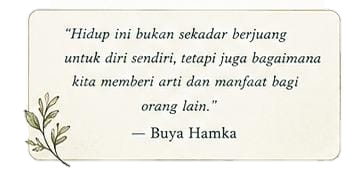 “Hidup ini bukan sekadar berjuang
untuk diri sendiri, tetapi juga bagaimana
kita memberi arti dan manfaat bagi
orang lain.”
— Buya Hamka